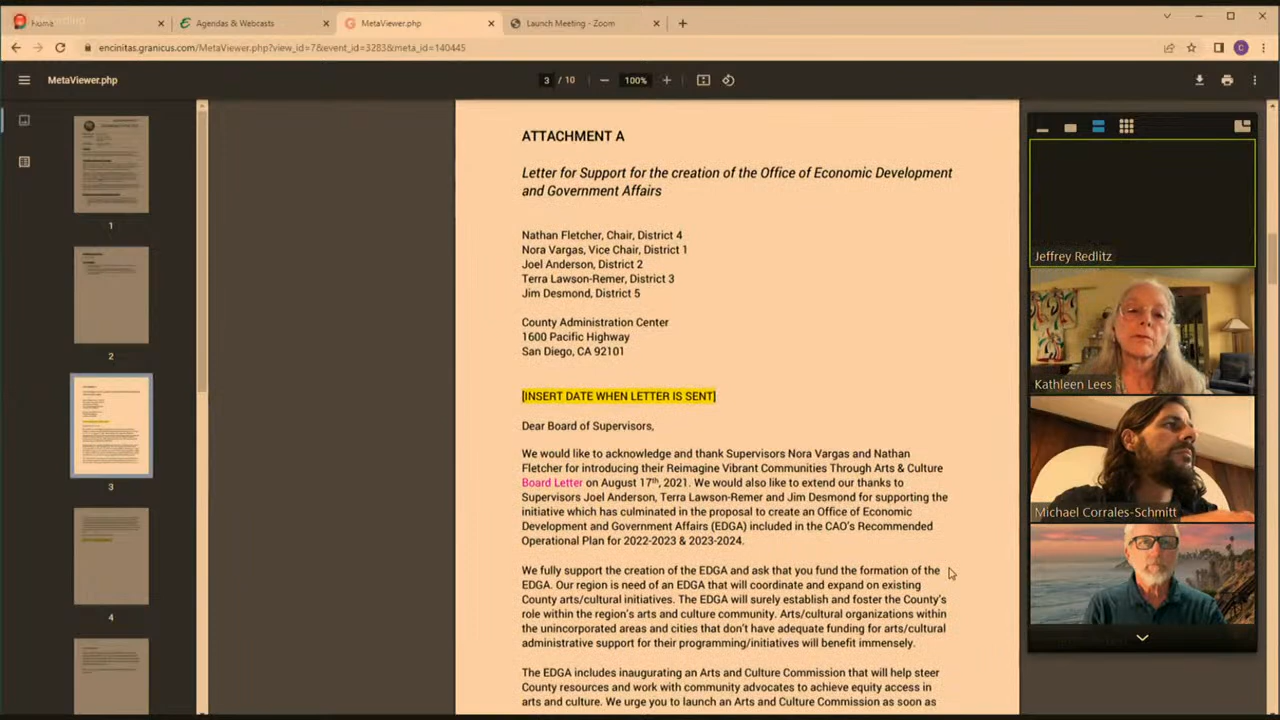 Recording
Agendas & Webcasts
MetaViewer.php
Launch Meeting - Zoom
encinitas.granicus.com/MetaViewer.php?view_id=7&event_id=3283&meta_id=140445
C
MetaViewer.php
3 / 10
100%
1
2
3
4
ATTACHMENT A
Letter for Support for the creation of the Office of Economic Development
and Government Affairs
Nathan Fletcher, Chair, District 4
Nora Vargas, Vice Chair, District 1
Joel Anderson, District 2
Terra Lawson-Remer, District 3
Jim Desmond, District 5
County Administration Center
1600 Pacific Highway
San Diego, CA 92101
[INSERT DATE WHEN LETTER IS SENT]
Dear Board of Supervisors,
We would like to acknowledge and thank Supervisors Nora Vargas and Nathan
Fletcher for introducing their Reimagine Vibrant Communities Through Arts & Culture
Board Letter on August 17th, 2021. We would also like to extend our thanks to
Supervisors Joel Anderson, Terra Lawson-Remer and Jim Desmond for supporting the
initiative which has culminated in the proposal to create an Office of Economic
Development and Government Affairs (EDGA) included in the CAO's Recommended
Operational Plan for 2022-2023 & 2023-2024.
We fully support the creation of the EDGA and ask that you fund the formation of the
EDGA. Our region is need of an EDGA that will coordinate and expand on existing
County arts/cultural initiatives. The EDGA will surely establish and foster the County's
role within the region's arts and culture community. Arts/cultural organizations within
the unincorporated areas and cities that don't have adequate funding for arts/cultural
administrative support for their programming/initiatives will benefit immensely.
The EDGA includes inaugurating an Arts and Culture Commission that will help steer
County resources and work with community advocates to achieve equity access in
arts and culture. We urge you to launch an Arts and Culture Commission as soon as
Jeffrey Redlitz
Kathleen Lees
Michael Corrales-Schmitt